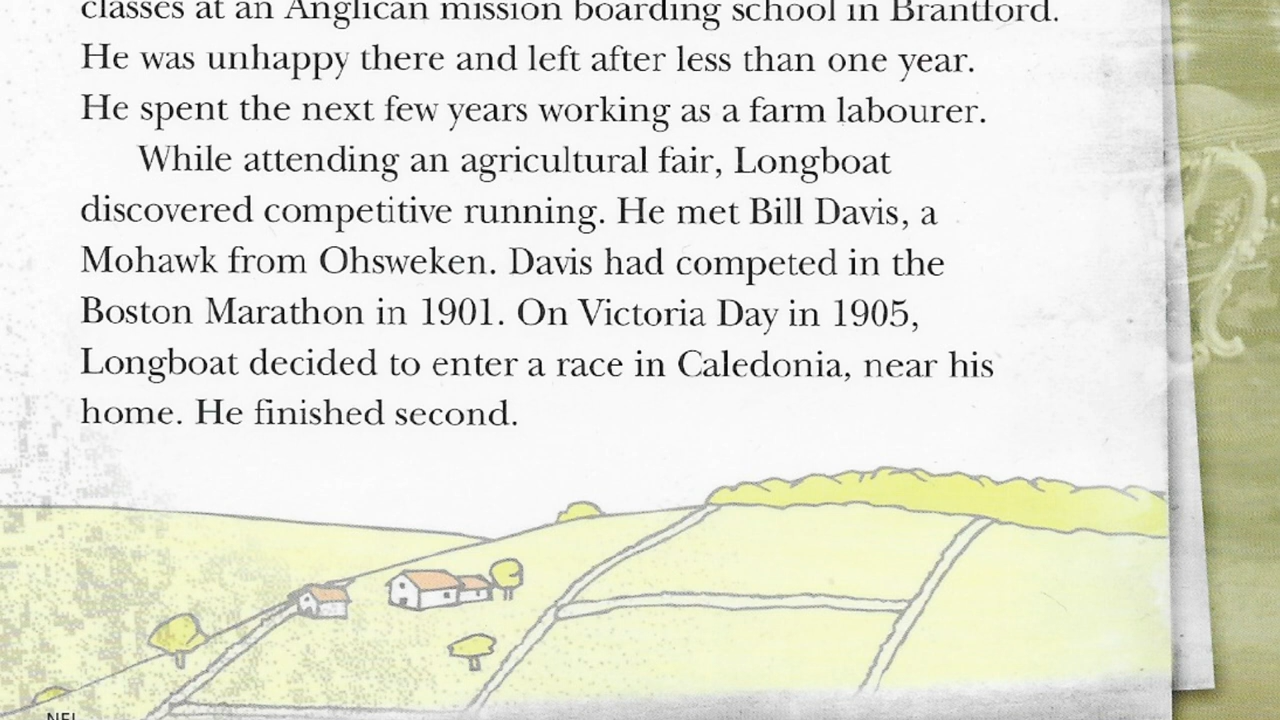 classes at an Anglican mission boarding school in Brantford.
He was unhappy there and left after less than one year.
He spent the next few years working as a farm labourer.
While attending an agricultural fair, Longboat
discovered competitive running. He met Bill Davis, a
Mohawk from Ohsweken. Davis had competed in the
Boston Marathon in 1901. On Victoria Day in 1905,
Longboat decided to enter a race in Caledonia, near his
home. He finished second.
NEL